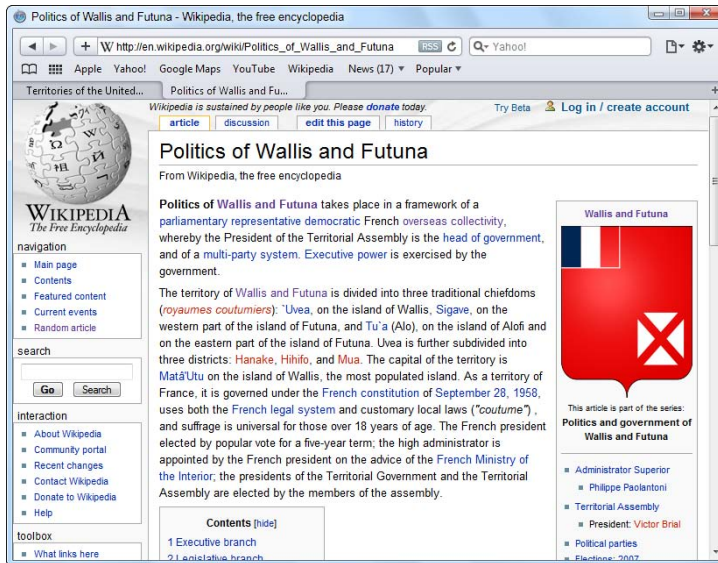 Politics of Wallis and Futuna - Wikipedia, the free encyclopedia
W http://en.wikipedia.org/wiki/Politics_of_Wallis_and_Futuna RSS Yahoo!
Apple Yahoo! Google Maps YouTube Wikipedia News (17) Popular
Territories of the United... Politics of Wallis and Fu...
Wikipedia is sustained by people like you. Please donate today.
Try Beta Log in / create account
article discussion edit this page history
WIKIPEDIA
The Free Encyclopedia
navigation
Main page
Contents
Featured content
Current events
Random article
search
Go Search
interaction
About Wikipedia
Community portal
Recent changes
Contact Wikipedia
Donate to Wikipedia
Help
toolbox
What links here
Politics of Wallis and Futuna
From Wikipedia, the free encyclopedia
Politics of Wallis and Futuna takes place in a framework of a
parliamentary representative democratic French overseas collectivity,
whereby the President of the Territorial Assembly is the head of government,
and of a multi-party system. Executive power is exercised by the
government.
The territory of Wallis and Futuna is divided into three traditional chiefdoms
(royaumes coutumiers): `Uvea, on the island of Wallis, Sigave, on the
western part of the island of Futuna, and Tu`a (Alo), on the island of Alofi and
on the eastern part of the island of Futuna. Uvea is further subdivided into
three districts: Hanake, Hihifo, and Mua. The capital of the territory is
Matâ'Utu on the island of Wallis, the most populated island. As a territory of
France, it is governed under the French constitution of September 28, 1958,
uses both the French legal system and customary local laws ("coutume") ,
and suffrage is universal for those over 18 years of age. The French president
elected by popular vote for a five-year term; the high administrator is
appointed by the French president on the advice of the French Ministry of
the Interior; the presidents of the Territorial Government and the Territorial
Assembly are elected by the members of the assembly.
Contents [hide]
1 Executive branch
2 Legislative branch
Wallis and Futuna
This article is part of the series:
Politics and government of
Wallis and Futuna
Administrator Superior
Philippe Paolantoni
Territorial Assembly
President: Victor Brial
Political parties
Elections: 2007